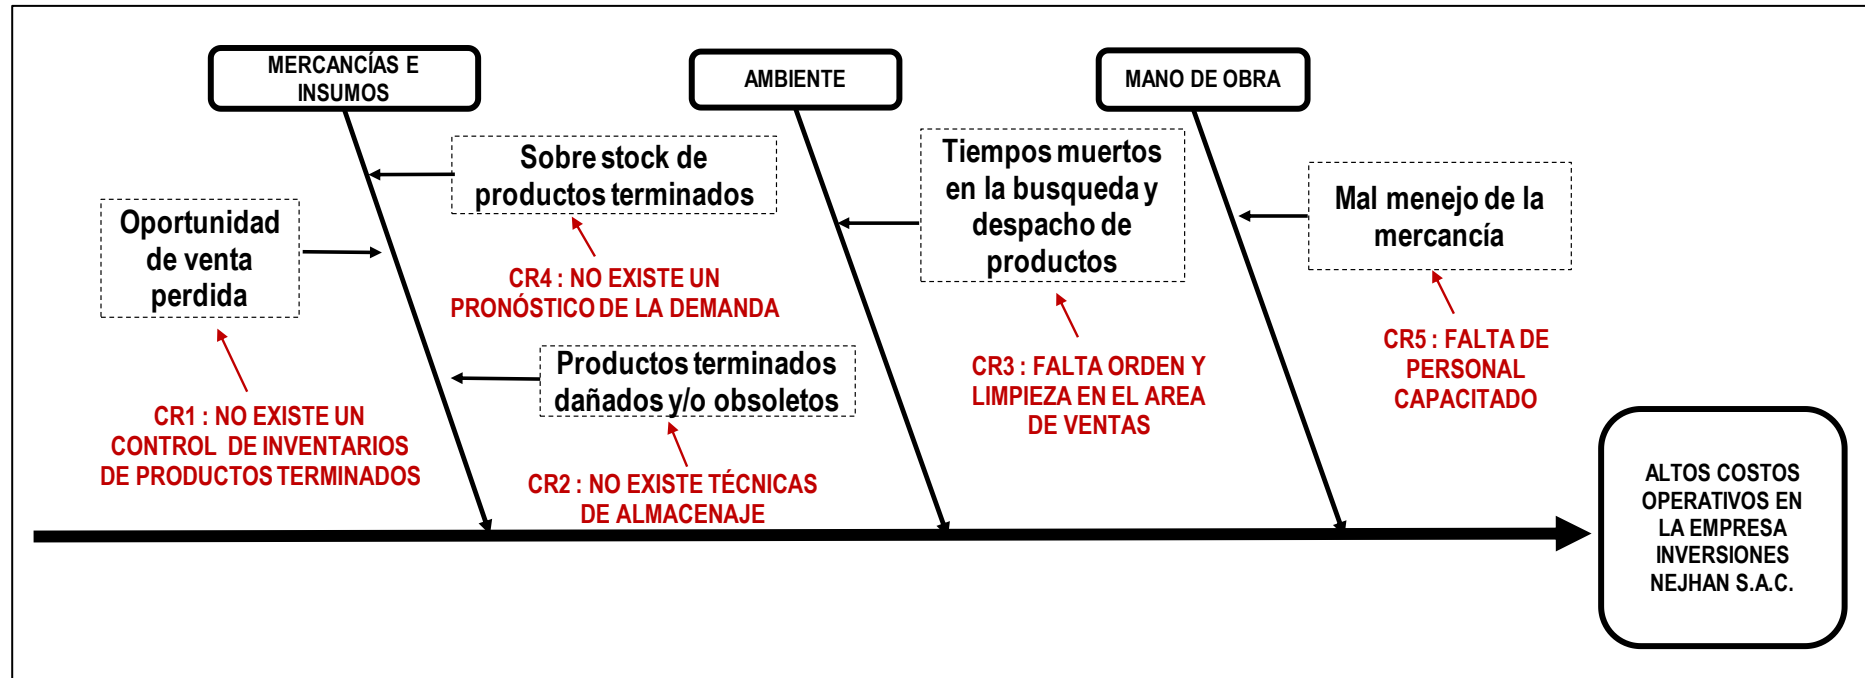 MERCANCÍAS E
INSUMOS
AMBIENTE
MANO DE OBRA
Sobre stock de
productos terminados
Oportunidad
de venta
perdida
CR4 : NO EXISTE UN
PRONÓSTICO DE LA DEMANDA
Productos terminados
dañados y/o obsoletos
CR1 : NO EXISTE UN
CONTROL DE INVENTARIOS
DE PRODUCTOS TERMINADOS
CR2 : NO EXISTE TÉCNICAS
DE ALMACENAJE
Tiempos muertos
en la busqueda y
despacho de
productos
CR3 : FALTA ORDEN Y
LIMPIEZA EN EL AREA
DE VENTAS
Mal menejo de la
mercancía
CR5 : FALTA DE
PERSONAL
CAPACITADO
ALTOS COSTOS
OPERATIVOS EN
LA EMPRESA
INVERSIONES
NEJHAN S.A.C.